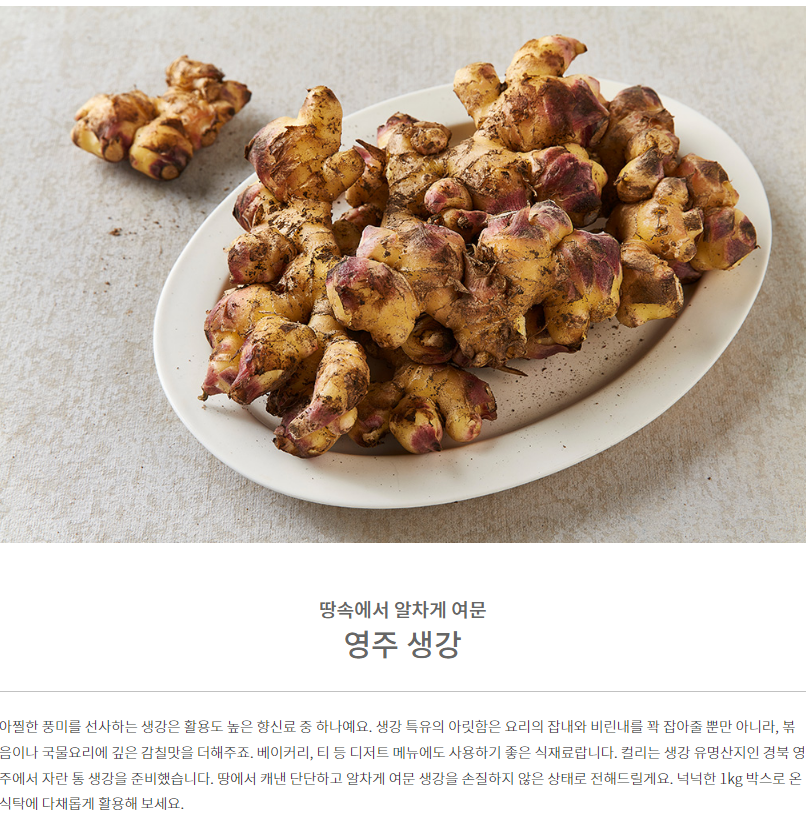 땅속에서 알차게 여문
영주 생강
아찔한 풍미를 선사하는 생강은 활용도 높은 향신료 중 하나예요. 생강 특유의 아릿함은 요리의 잡내와 비린내를 꽉 잡아줄 뿐만 아니라, 볶
음이나 국물요리에 깊은 감칠맛을 더해주죠. 베이커리, 티 등 디저트 메뉴에도 사용하기 좋은 식재료랍니다. 컬리는 생강 유명산지인 경북 영
주에서 자란 통 생강을 준비했습니다. 땅에서 캐낸 단단하고 알차게 여문 생강을 손질하지 않은 상태로 전해드릴게요. 넉넉한 1kg 박스로 온
식탁에 다채롭게 활용해 보세요.